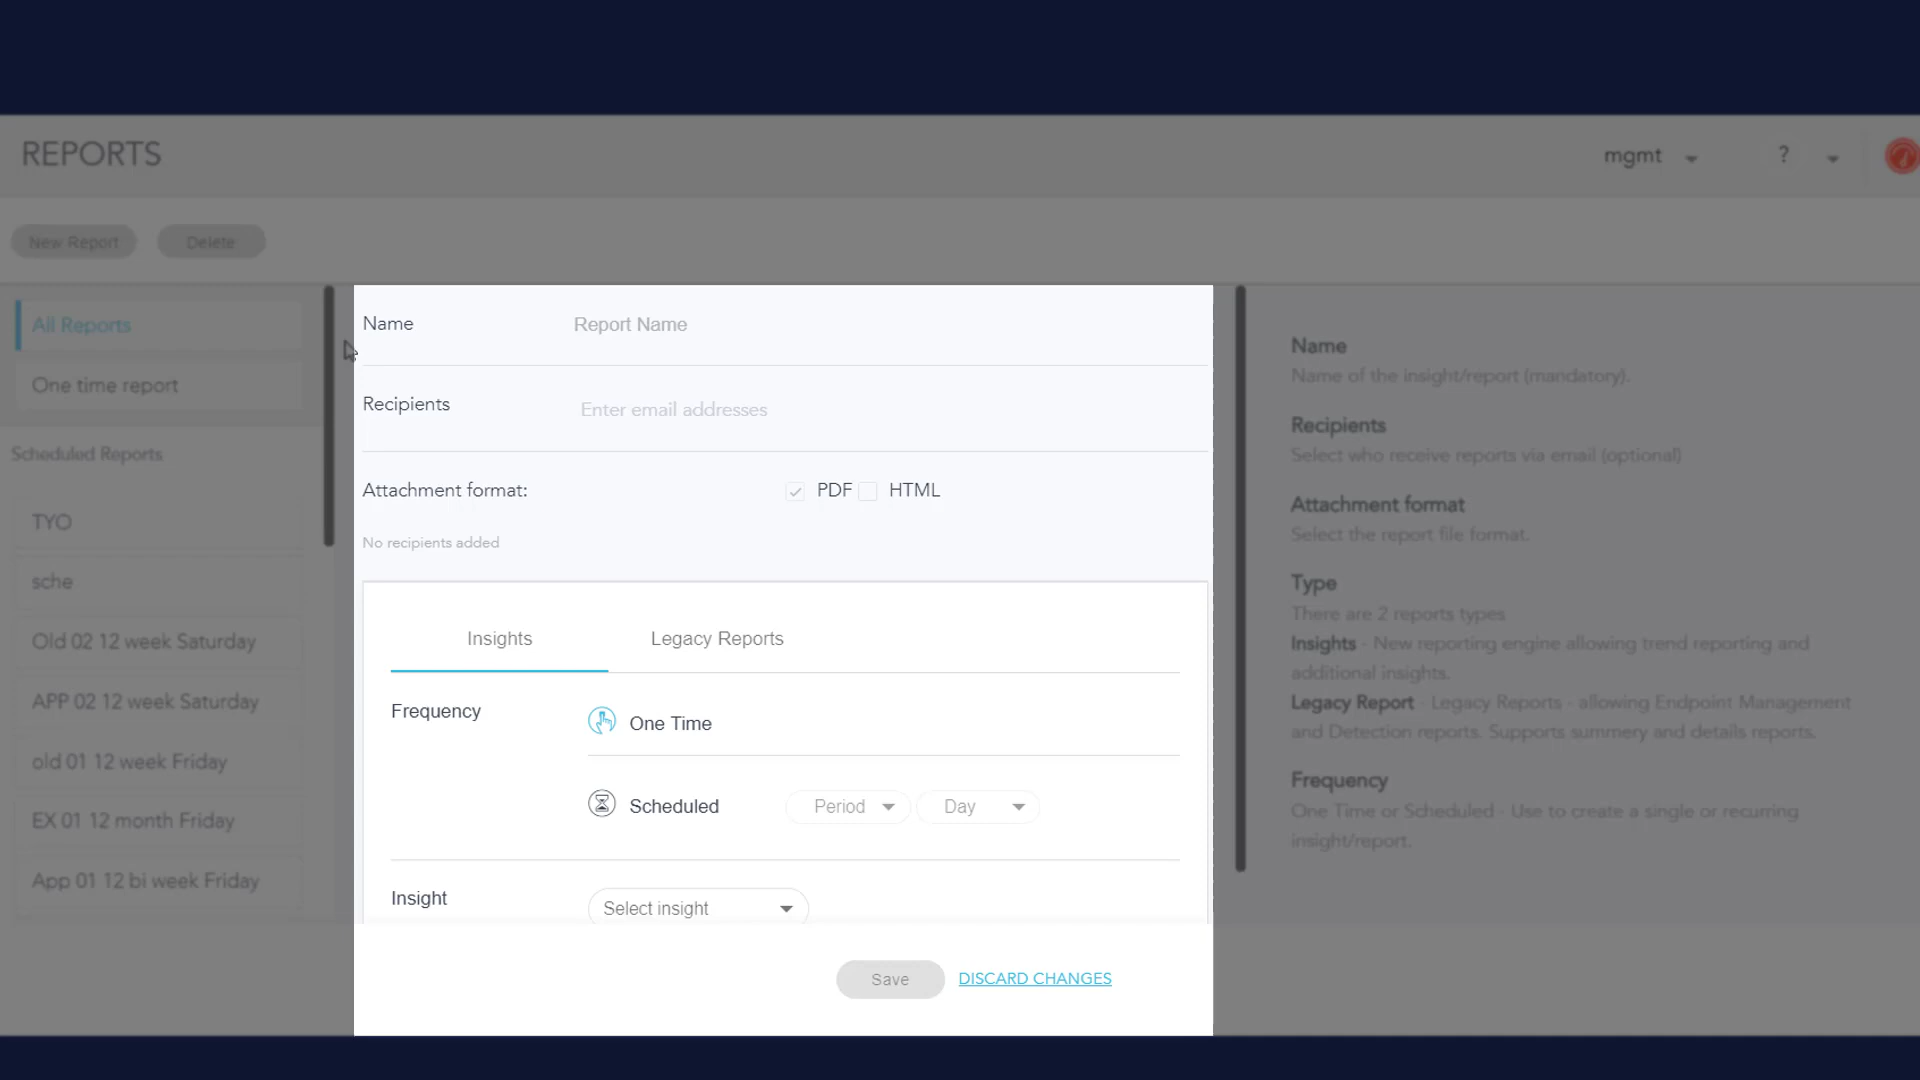 REPORTS
mgmt
?
New Report
Delete
All Reports
One time report
Scheduled Reports
TYO
sche
Old 02 12 week Saturday
APP 02 12 week Saturday
old 01 12 week Friday
EX 01 12 month Friday
App 01 12 bi week Friday
Name
Report Name
Recipients
Enter email addresses
Attachment format:
PDF
HTML
No recipients added
Insights
Legacy Reports
Frequency
One Time
Scheduled
Period
Day
Insight
Select insight
Save
DISCARD CHANGES
Name
Name of the insight/report (mandatory).
Recipients
Select who receive reports via email (optional)
Attachment format
Select the report file format.
Type
There are 2 reports types
Insights - New reporting engine allowing trend reporting and
additional insights.
Legacy Report - Legacy Reports - allowing Endpoint Management
and Detection reports. Supports summery and details reports.
Frequency
One Time or Scheduled - Use to create a single or recurring
insight/report.